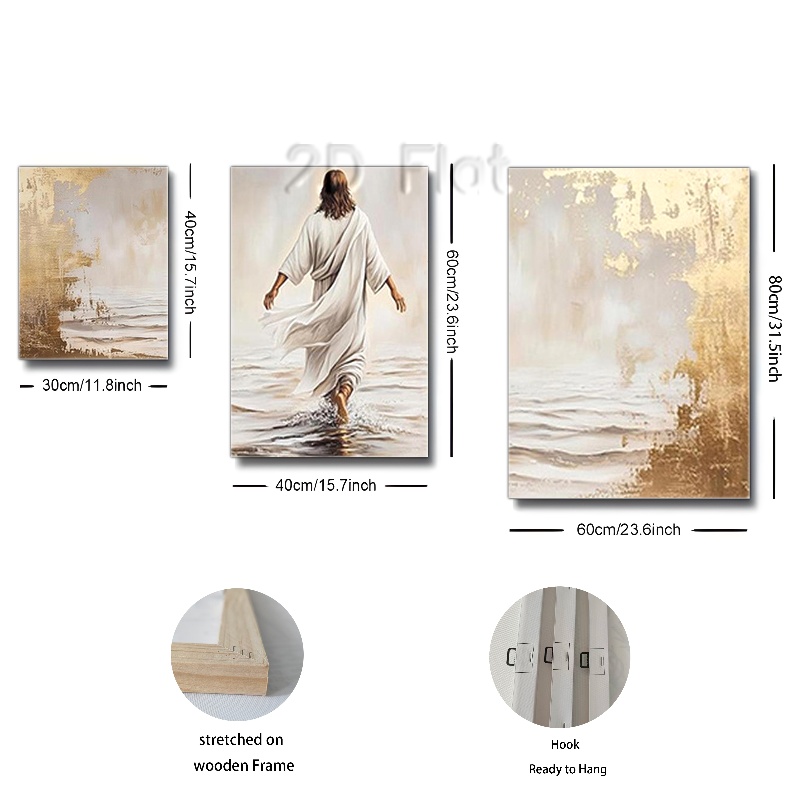 2D Flat
40cm/15.7inch
30cm/11.8inch
60cm/23.6inch
40cm/15.7inch
80cm/31.5inch
60cm/23.6inch
stretched on
wooden Frame
Hook
Ready to Hang